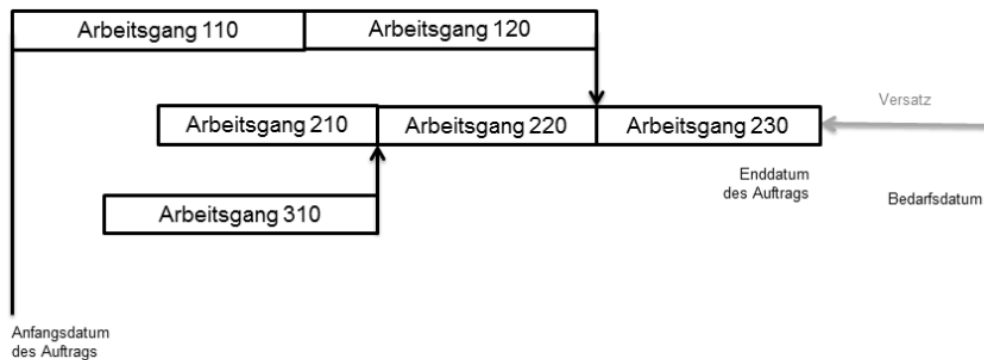 Arbeitsgang 110
Arbeitsgang 120
Versatz
Arbeitsgang 210
Arbeitsgang 220
Arbeitsgang 230
Enddatum
des Auftrags
Bedarfsdatum
Arbeitsgang 310
Anfangsdatum
des Auftrags